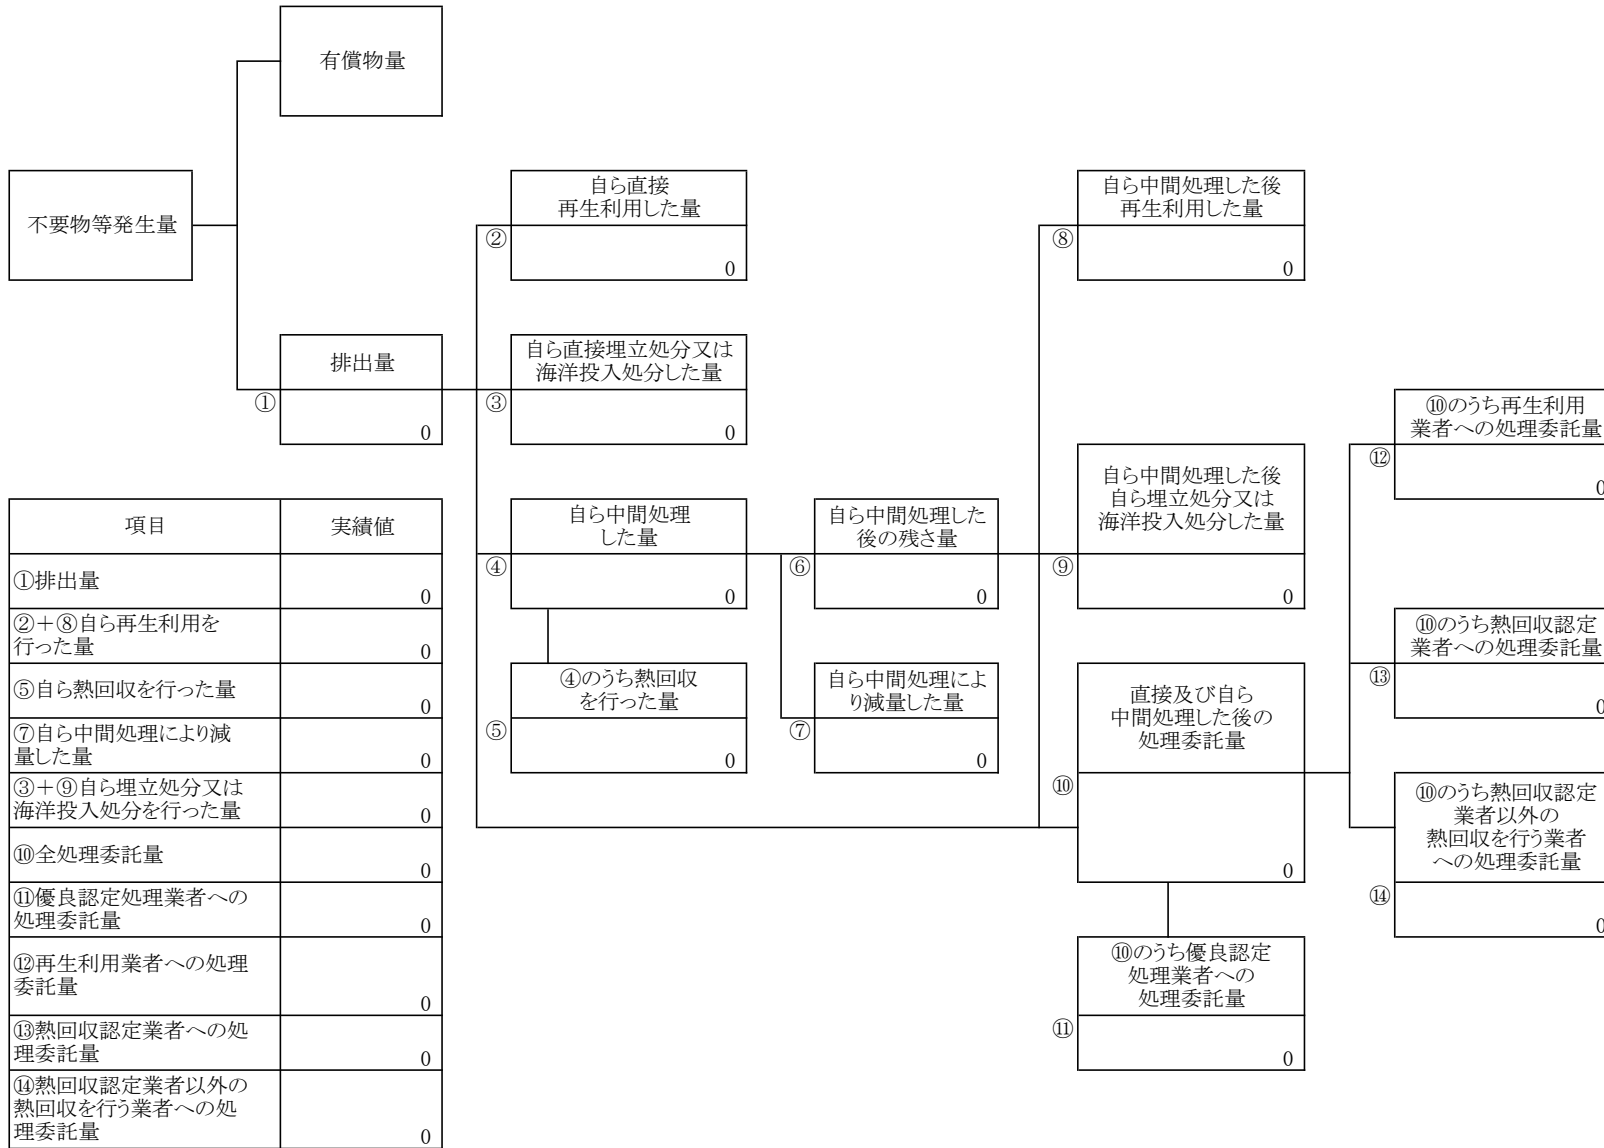 有償物量
不要物等発生量
自ら直接
再生利用した量
②
0
自ら中間処理した後
再生利用した量
⑧
0
排出量
①
0
自ら直接埋立処分又は
海洋投入処分した量
③
0
⑩のうち再生利用
業者への処理委託量
⑫
0
自ら中間処理
した量
④
0
自ら中間処理した
後の残さ量
⑥
0
自ら中間処理した後
自ら埋立処分又は
海洋投入処分した量
⑨
0
⑩のうち熱回収認定
業者への処理委託量
⑬
0
④のうち熱回収
を行った量
⑤
0
自ら中間処理によ
り減量した量
⑦
0
直接及び自ら
中間処理した後の
処理委託量
⑩
0
⑩のうち熱回収認定
業者以外の
熱回収を行う業者
への処理委託量
⑭
0
⑩のうち優良認定
処理業者への
処理委託量
⑪
0
項目 実績値
①排出量
0
②+⑧自ら再生利用を
行った量 0
⑤自ら熱回収を行った量
0
⑦自ら中間処理により減
量した量 0
③+⑨自ら埋立処分又は
海洋投入処分を行った量 0
⑩全処理委託量
0
⑪優良認定処理業者への
処理委託量 0
⑫再生利用業者への処理
委託量
0
⑬熱回収認定業者への処
理委託量 0
⑭熱回収認定業者以外の
熱回収を行う業者への処
理委託量 0